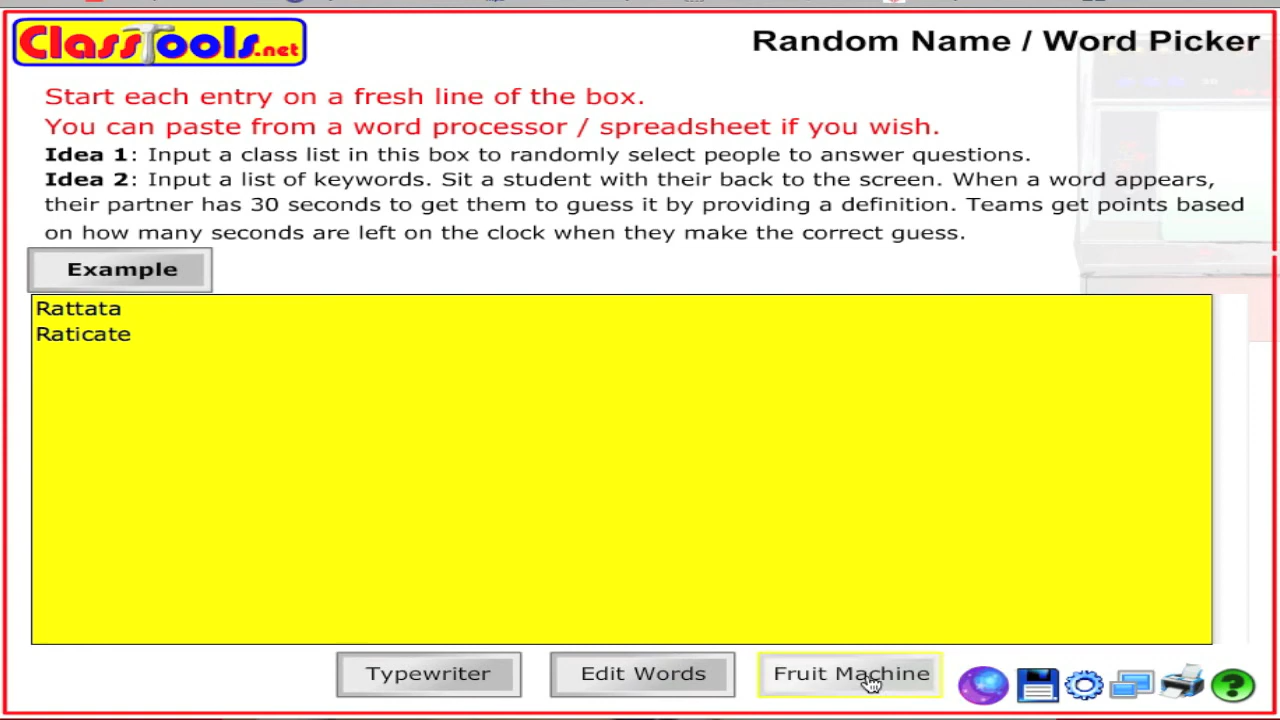 ClassTools.net
Random Name / Word Picker
Start each entry on a fresh line of the box.
You can paste from a word processor / spreadsheet if you wish.
Idea 1: Input a class list in this box to randomly select people to answer questions.
Idea 2: Input a list of keywords. Sit a student with their back to the screen. When a word appears,
their partner has 30 seconds to get them to guess it by providing a definition. Teams get points based
on how many seconds are left on the clock when they make the correct guess.
Example
Rattata
Raticate
Typewriter
Edit Words
Fruit Machine
?